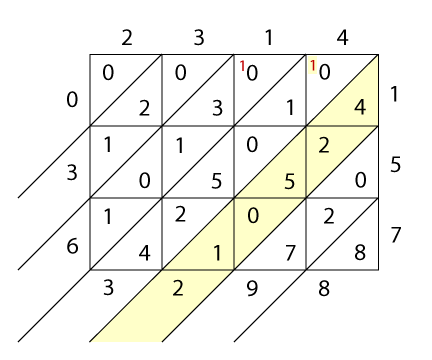 2 3 1 4
0 0 1 0 1 0
0 2 3 1 4 1
1 1 0 2
3 0 5 5 0 5
1 2 0 2
6 4 1 7 8 7
3 2 9 8